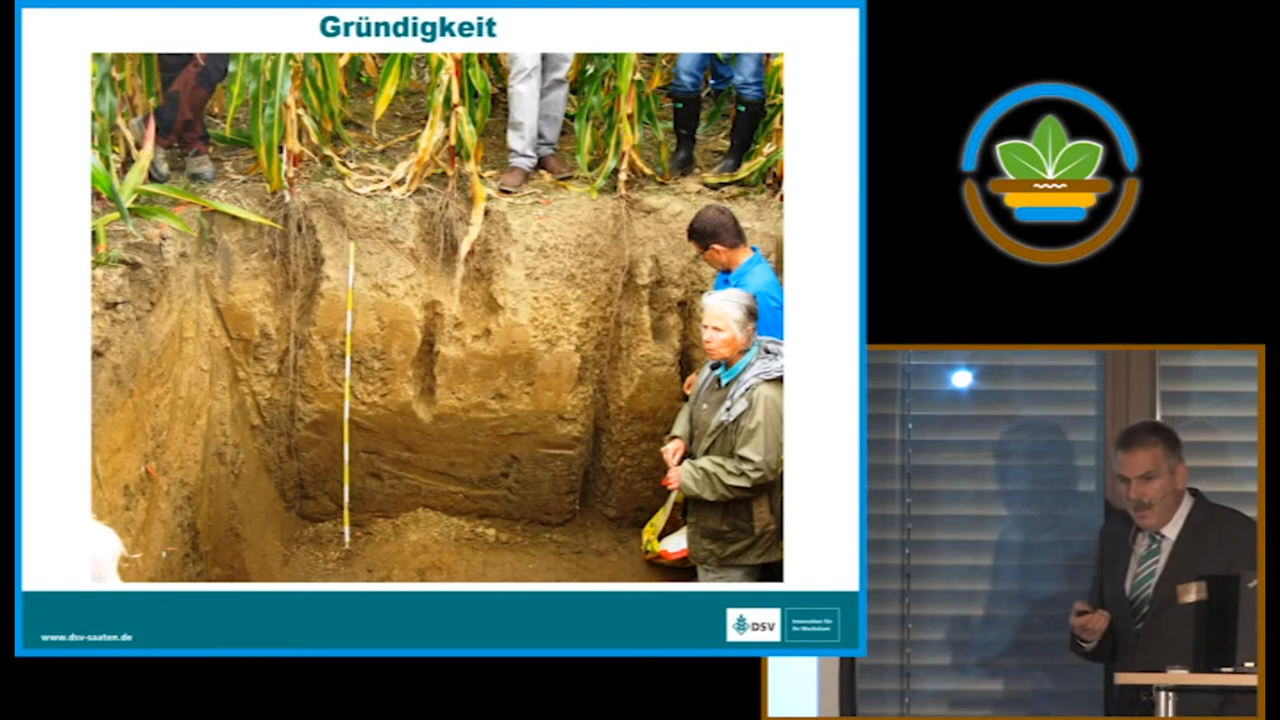 Gründigkeit
www.dsv-saaten.de
DSV
Innovation für
Ihr Wachstum